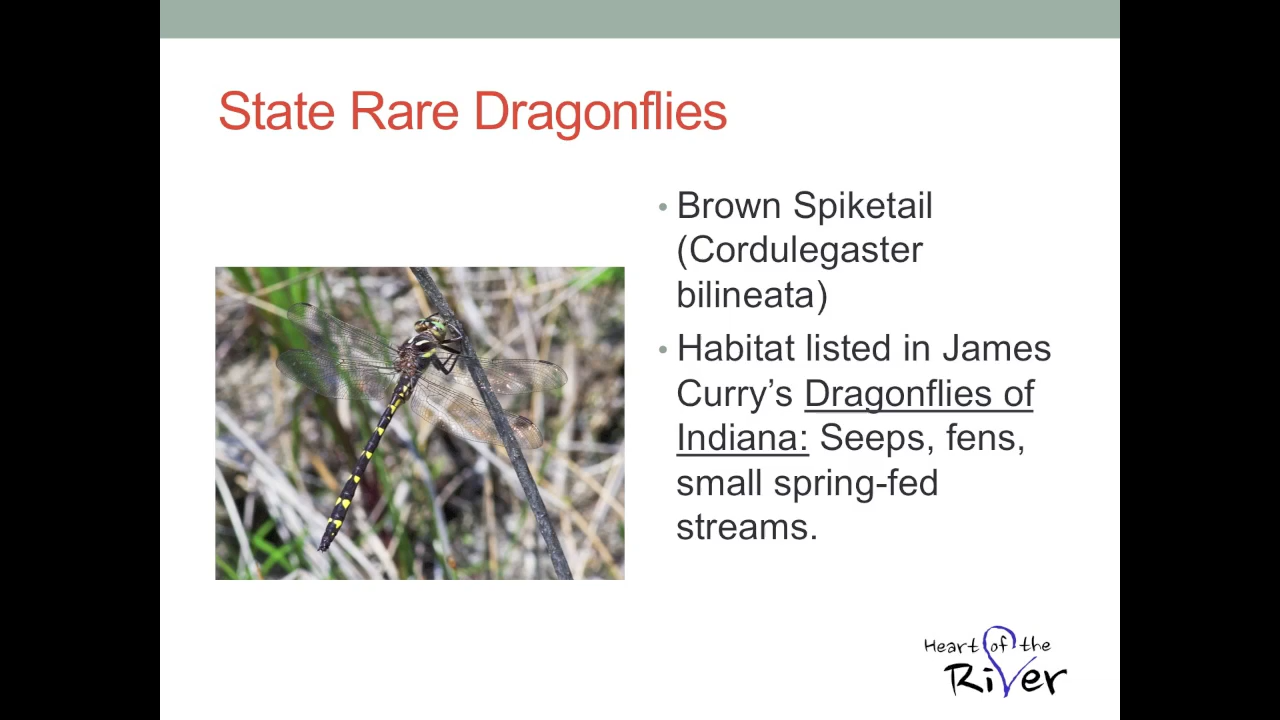 State Rare Dragonflies
• Brown Spiketail
(Cordulegaster
bilineata)
• Habitat listed in James
Curry’s Dragonflies of
Indiana: Seeps, fens,
small spring-fed
streams.
Heart of the
River